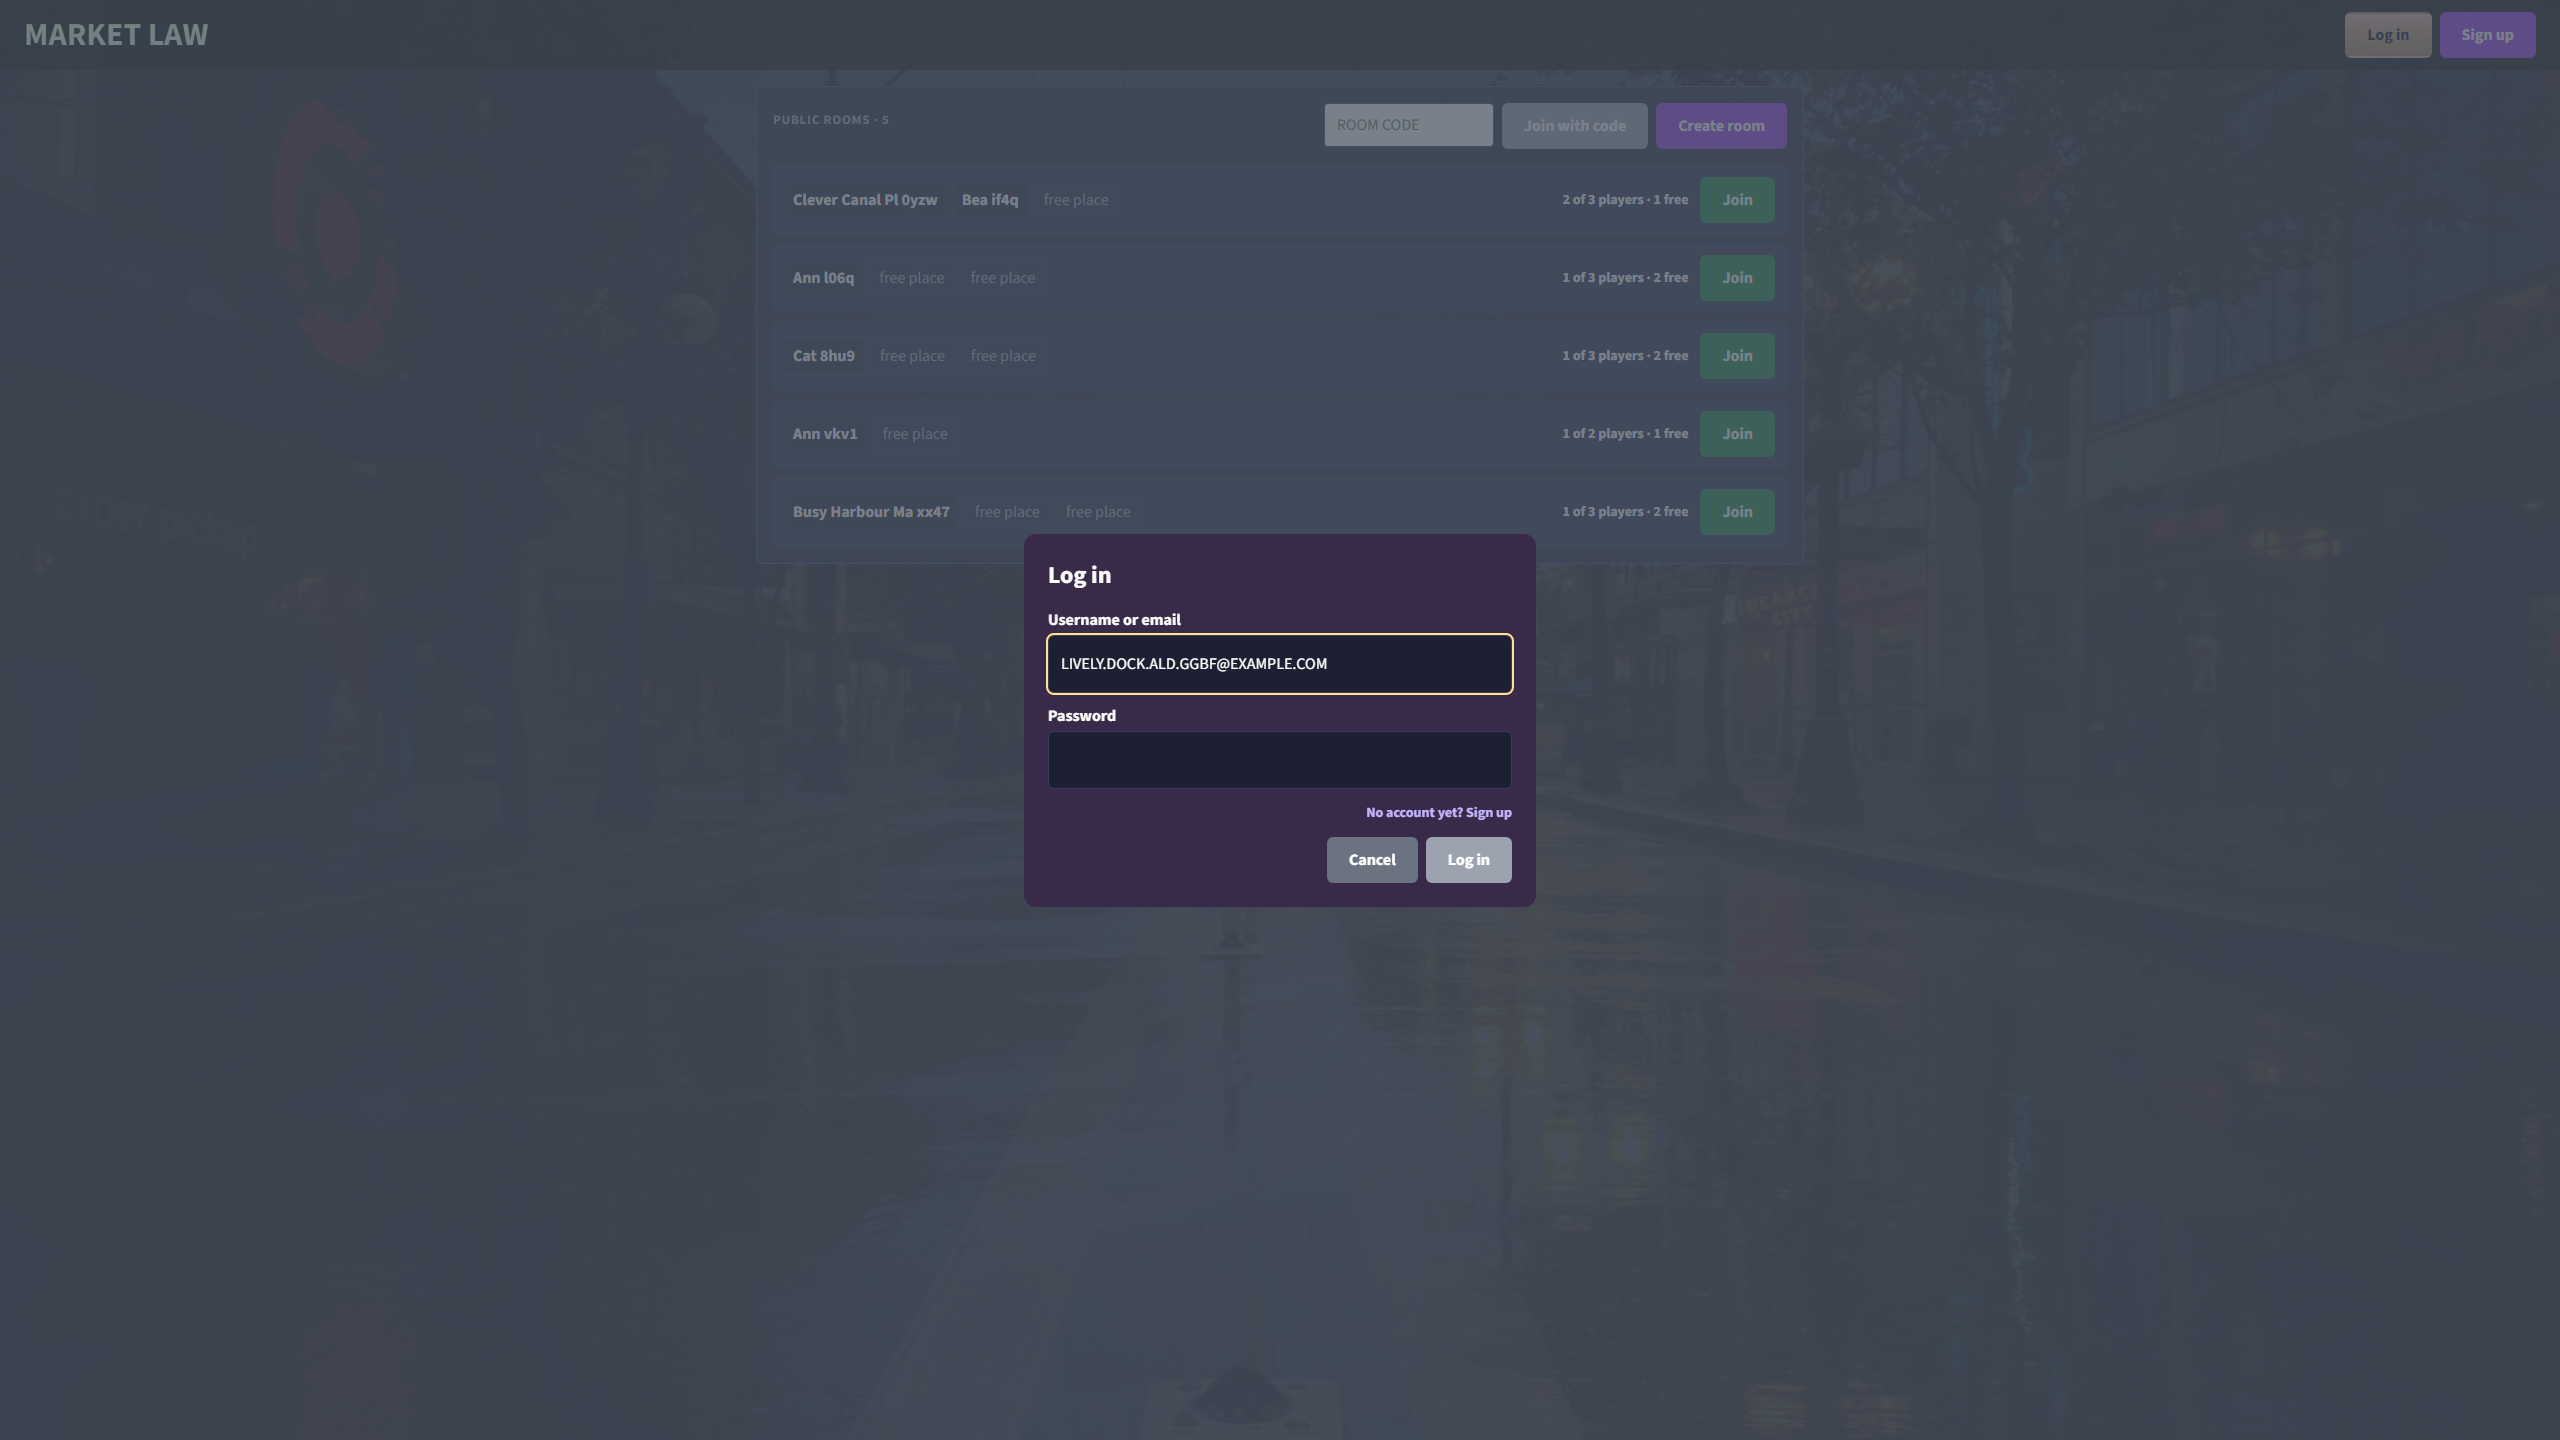 MARKET LAW
Log in
Sign up
PUBLIC ROOMS · 5
ROOM CODE
Join with code
Create room
Clever Canal Pl 0yzw Bea if4q free place 2 of 3 players · 1 free Join
Ann l06q free place free place 1 of 3 players · 2 free Join
Cat 8hu9 free place free place 1 of 3 players · 2 free Join
Ann vkv1 free place 1 of 2 players · 1 free Join
Busy Harbour Ma xx47 free place free place 1 of 3 players · 2 free Join
order pickup
SNEAKER CITY
Log in
Username or email
LIVELY.DOCK.ALD.GGBF@EXAMPLE.COM
Password
No account yet? Sign up
Cancel
Log in